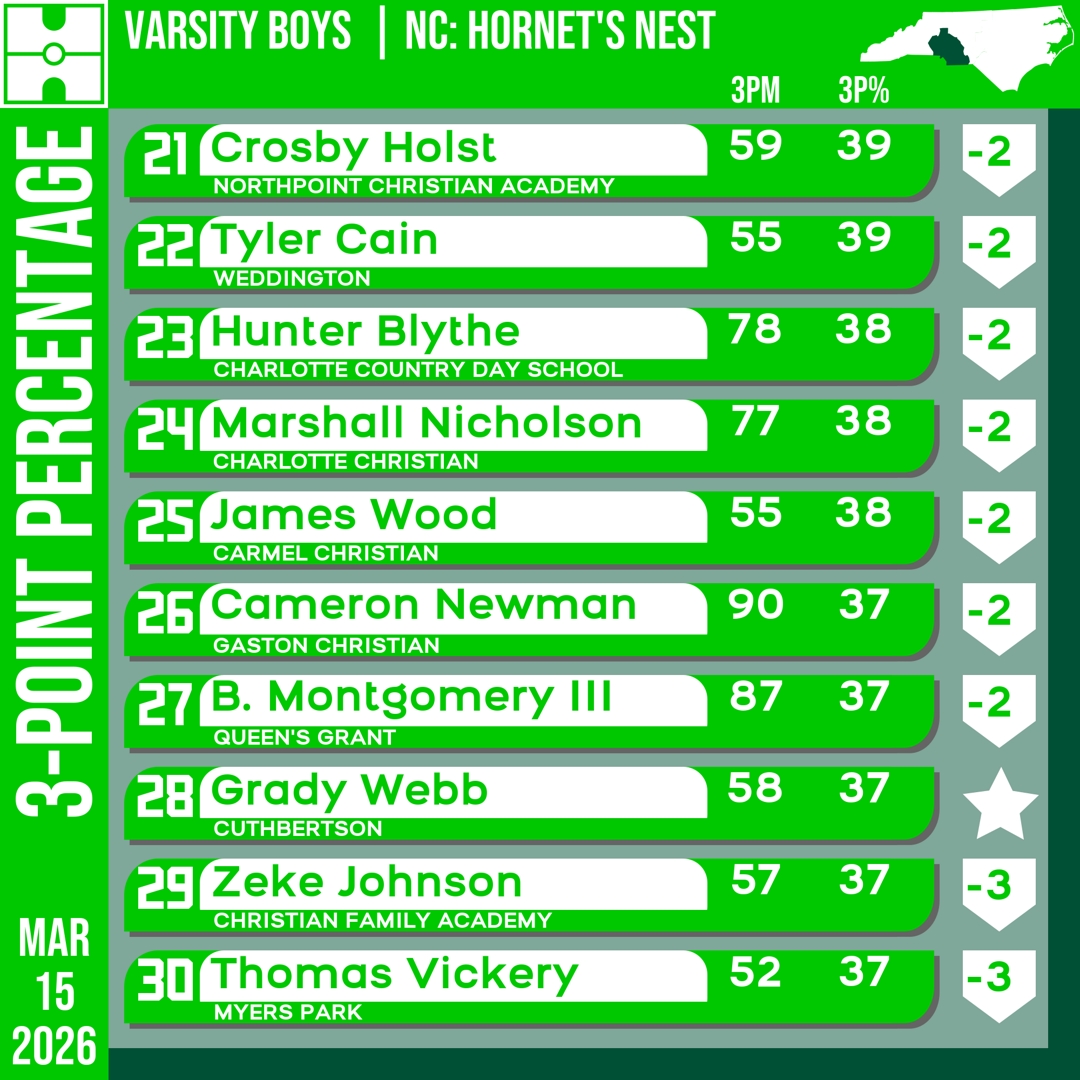 VARSITY BOYS | NC: HORNET'S NEST
3PM 3P%
3-POINT PERCENTAGE
MAR
15
2026
21 Crosby Holst 59 39 -2
NORTHPOINT CHRISTIAN ACADEMY
22 Tyler Cain 55 39 -2
WEDDINGTON
23 Hunter Blythe 78 38 -2
CHARLOTTE COUNTRY DAY SCHOOL
24 Marshall Nicholson 77 38 -2
CHARLOTTE CHRISTIAN
25 James Wood 55 38 -2
CARMEL CHRISTIAN
26 Cameron Newman 90 37 -2
GASTON CHRISTIAN
27 B. Montgomery III 87 37 -2
QUEEN'S GRANT
28 Grady Webb 58 37
CUTHBERTSON
29 Zeke Johnson 57 37 -3
CHRISTIAN FAMILY ACADEMY
30 Thomas Vickery 52 37 -3
MYERS PARK